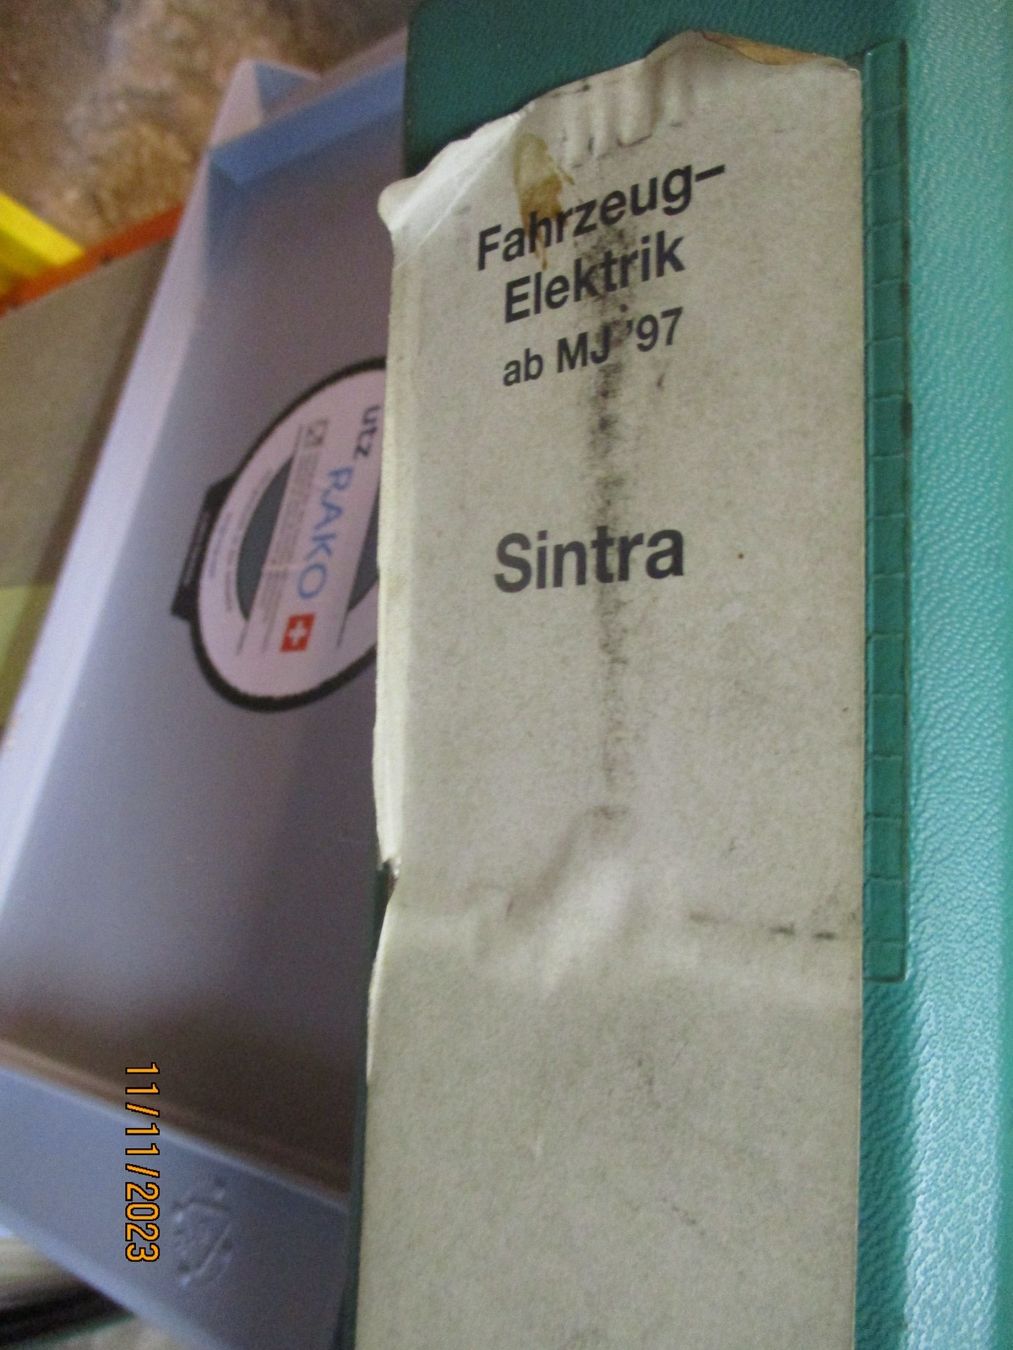 Fahrzeug-
Elektrik
ab MJ '97
Sintra
utz
RAKO
11/11/2023